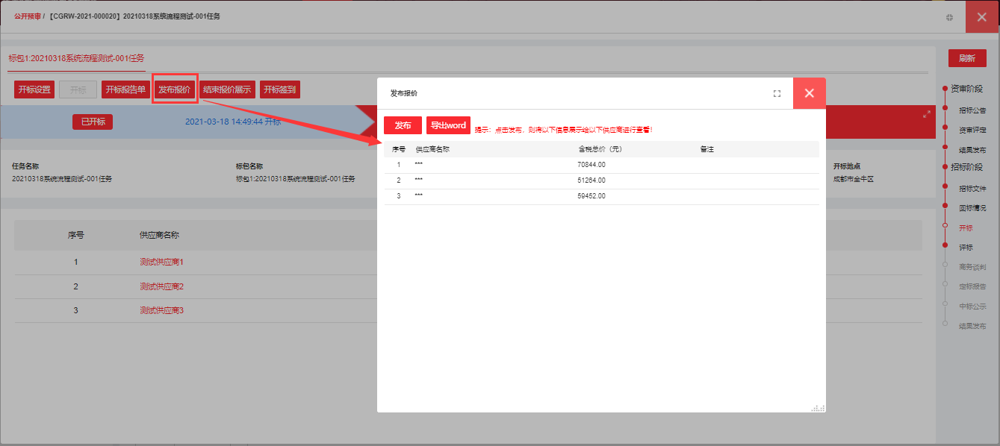 公开预审 / 【CGRW-2021-000020】20210318系统流程测试-001任务
标包1:20210318系统流程测试-001任务
刷新
开标设置 开标 开标报告单 发布报价 结束报价展示 开标签到
已开标 2021-03-18 14:49:44 开标
任务名称 标包名称 开标地点
20210318系统流程测试-001任务 标包1:20210318系统流程测试-001任务 成都市金牛区
序号 供应商名称
1 测试供应商1
2 测试供应商2
3 测试供应商3
发布报价
发布 导出word 提示：点击发布，则将以下信息展示给以下供应商进行查看!
序号 供应商名称 含税总价（元） 备注
1 *** 70844.00
2 *** 51264.00
3 *** 59452.00
资审阶段
招标公告
资审评定
结果发布
招标阶段
招标文件
回标情况
开标
评标
商务谈判
定标报告
中标公示
结果发布